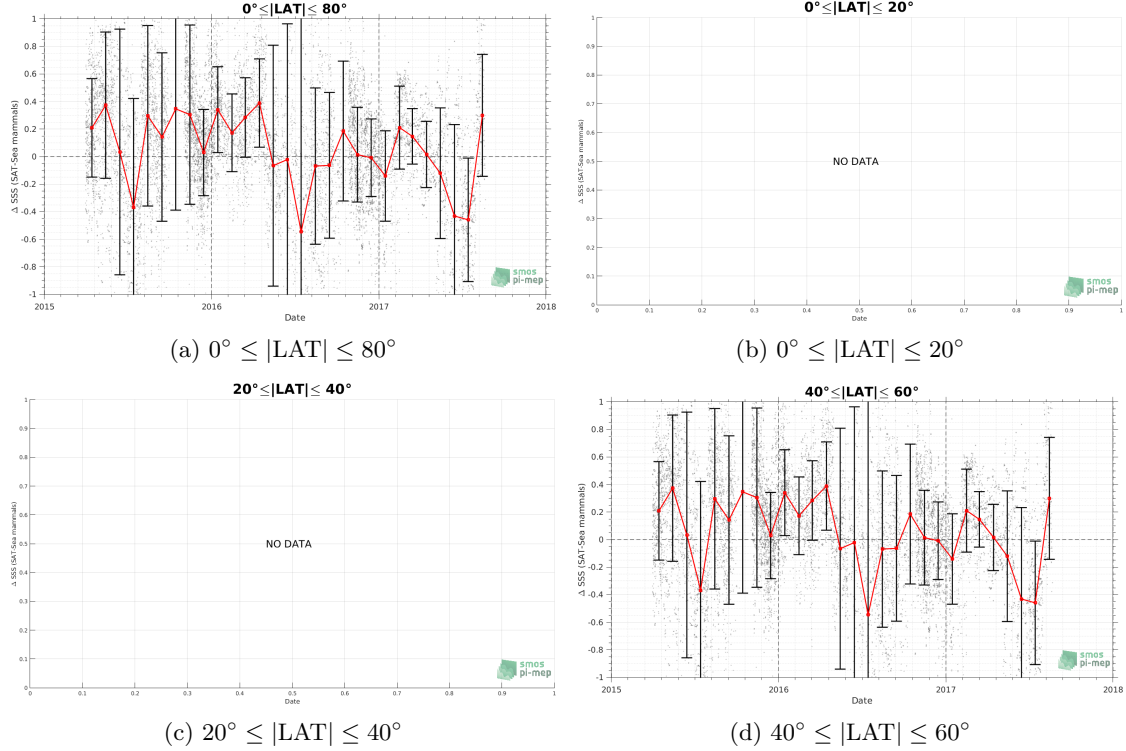 0°≤|LAT|≤ 80°
1
0.8
0.6
0.4
0.2
0
-0.2
-0.4
-0.6
-0.8
-1
Δ SSS (SAT-Sea mammals)
2015
2016
2017
2018
Date
smos
pi-mep
(a) 0° ≤ |LAT| ≤ 80°
0°≤|LAT|≤ 20°
1
0.9
0.8
0.7
0.6
0.5
0.4
0.3
0.2
0.1
0
Δ SSS (SAT-Sea mammals)
NO DATA
0
0.1
0.2
0.3
0.4
0.5
0.6
0.7
0.8
0.9
1
Date
smos
pi-mep
(b) 0° ≤ |LAT| ≤ 20°
20°≤|LAT|≤ 40°
1
0.9
0.8
0.7
0.6
0.5
0.4
0.3
0.2
0.1
0
Δ SSS (SAT-Sea mammals)
NO DATA
0
0.1
0.2
0.3
0.4
0.5
0.6
0.7
0.8
0.9
1
Date
smos
pi-mep
(c) 20° ≤ |LAT| ≤ 40°
40°≤|LAT|≤ 60°
1
0.8
0.6
0.4
0.2
0
-0.2
-0.4
-0.6
-0.8
-1
Δ SSS (SAT-Sea mammals)
2015
2016
2017
2018
Date
smos
pi-mep
(d) 40° ≤ |LAT| ≤ 60°